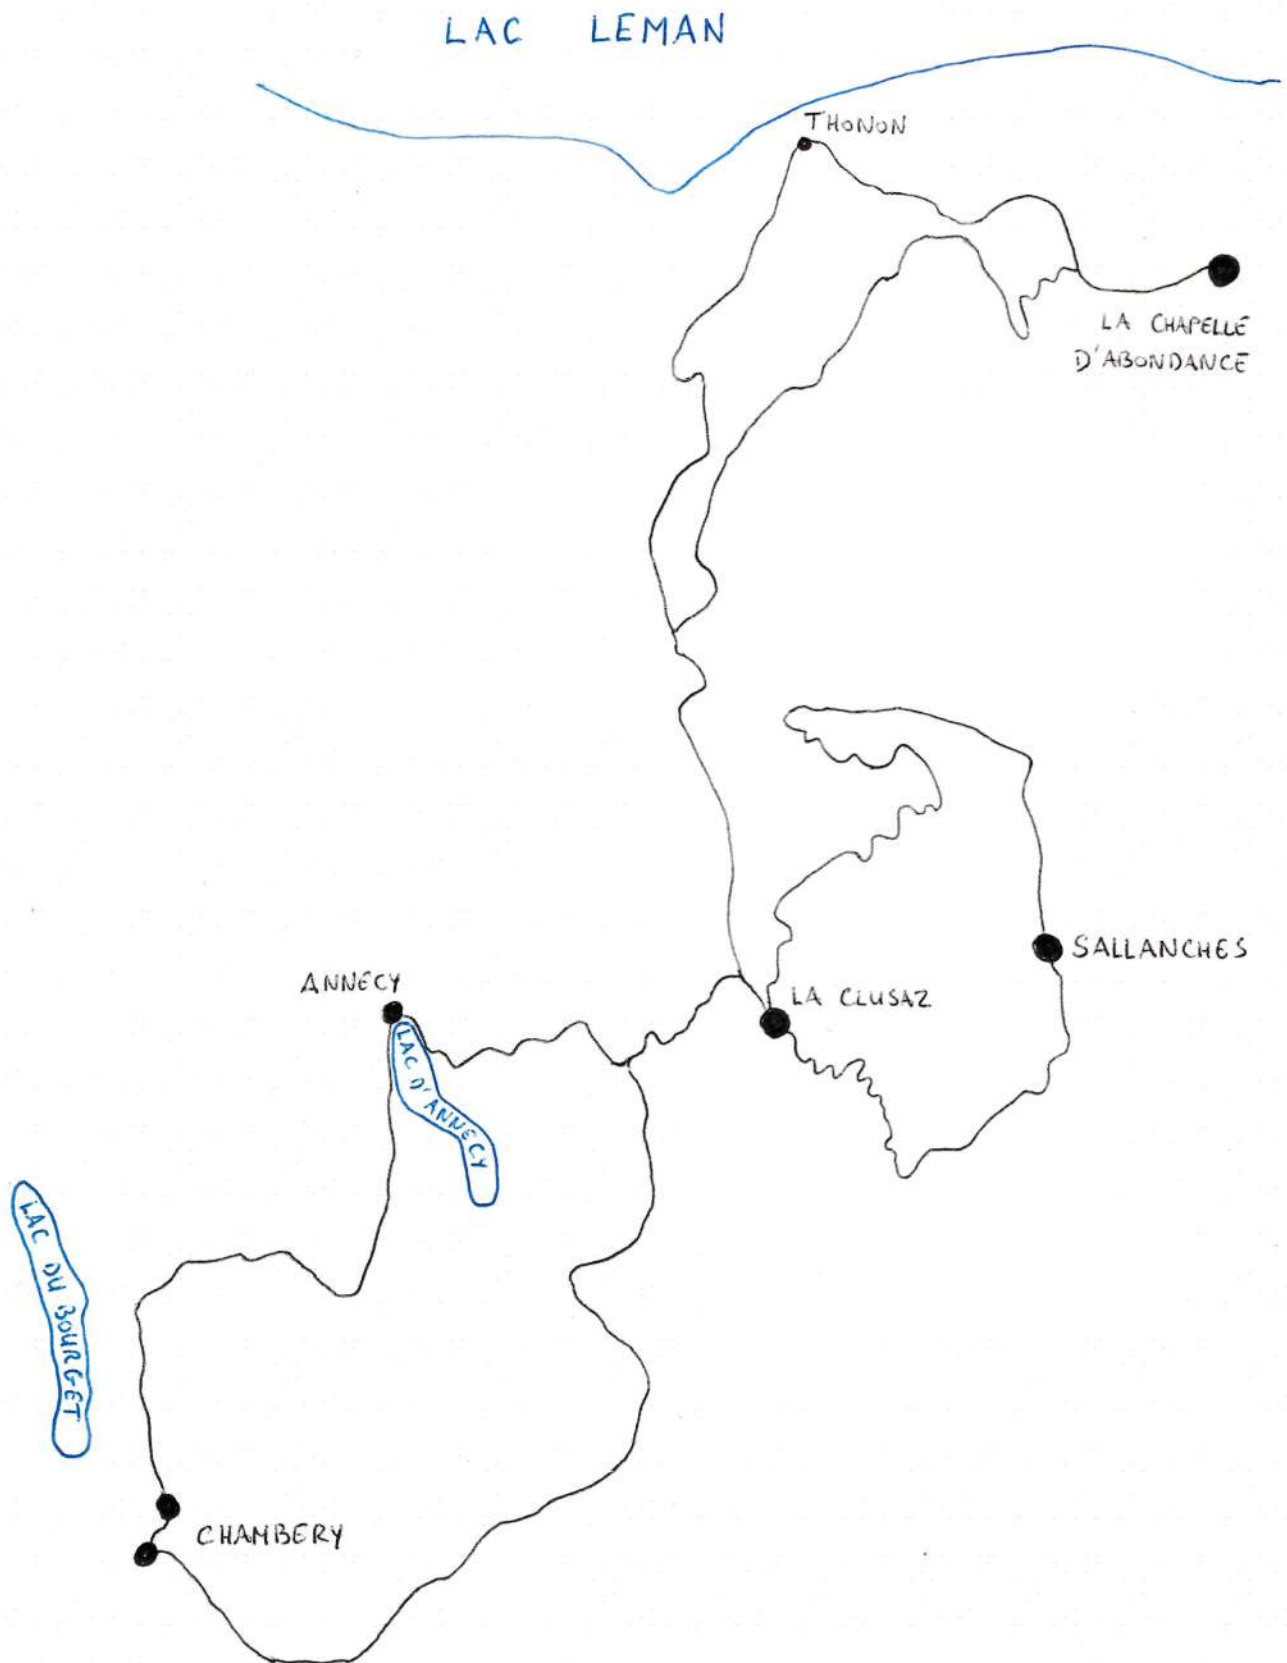 LAC LEMAN
THONON
LA CHAPELLE
D'ABONDANCE
SALLANCHES
ANNECY
LA CLUSAZ
LAC D'ANNECY
LAC DU BOURGET
CHAMBERY